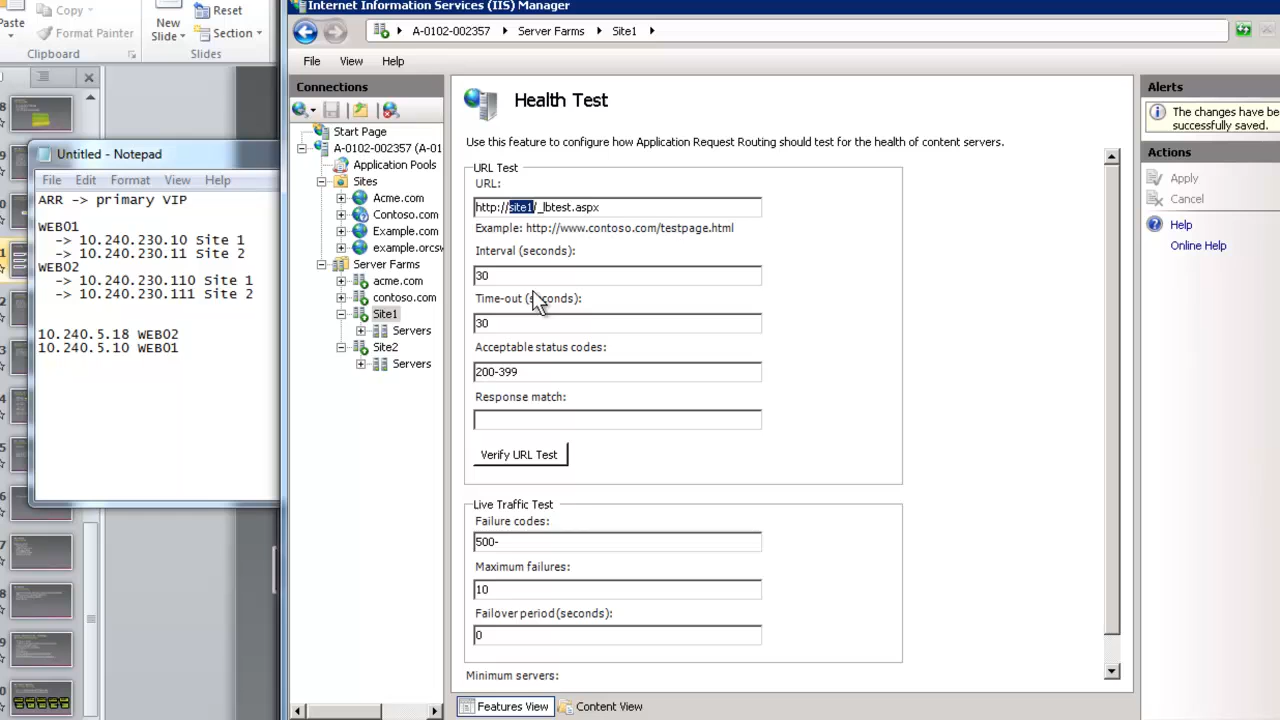 Internet Information Services (IIS) Manager
Paste
Copy
Format Painter
Clipboard
New
Slide
Reset
Section
Slides
A-0102-002357
Server Farms
Site1
File
View
Help
Untitled - Notepad
File
Edit
Format
View
Help
ARR -> primary VIP
WEB01
-> 10.240.230.10 Site 1
-> 10.240.230.11 Site 2
WEB02
-> 10.240.230.110 Site 1
-> 10.240.230.111 Site 2
10.240.5.18 WEB02
10.240.5.10 WEB01
Connections
Start Page
A-0102-002357 (A-01
Application Pools
Sites
Acme.com
Contoso.com
Example.com
example.orcsw
Server Farms
acme.com
contoso.com
Site1
Servers
Site2
Servers
Health Test
Use this feature to configure how Application Request Routing should test for the health of content servers.
URL Test
URL:
http://site1/_lbtest.aspx
Example: http://www.contoso.com/testpage.html
Interval (seconds):
30
Time-out (seconds):
30
Acceptable status codes:
200-399
Response match:
Verify URL Test
Live Traffic Test
Failure codes:
500-
Maximum failures:
10
Failover period(seconds):
0
Minimum servers:
Features View
Content View
Alerts
The changes have be
successfully saved.
Actions
Apply
Cancel
Help
Online Help